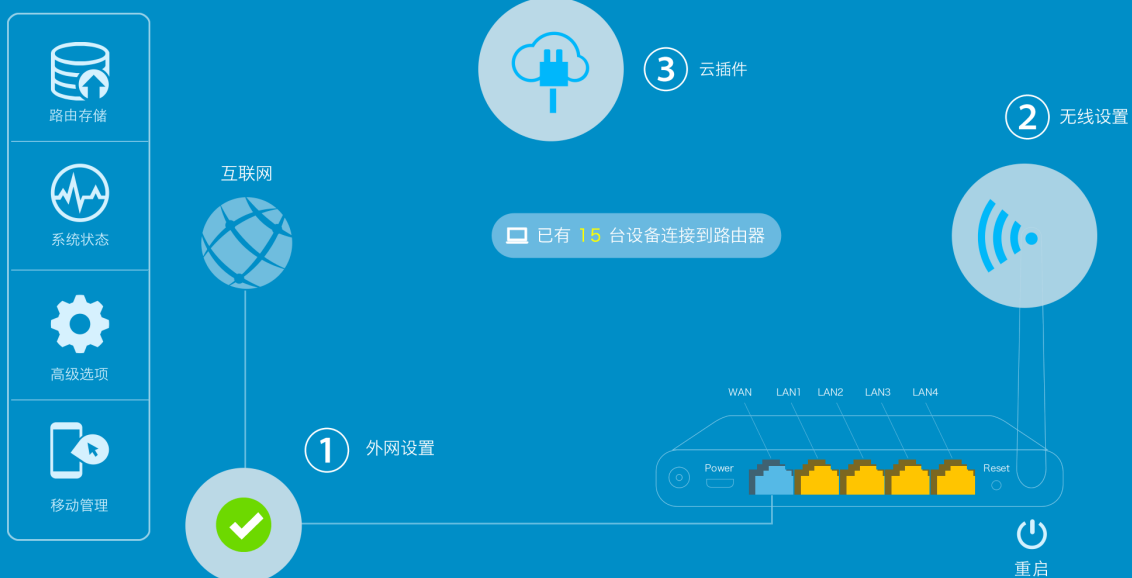 路由存储
系统状态
高级选项
移动管理
③ 云插件
② 无线设置
互联网
已有 15 台设备连接到路由器
① 外网设置
WAN LAN1 LAN2 LAN3 LAN4
Power
Reset
重启